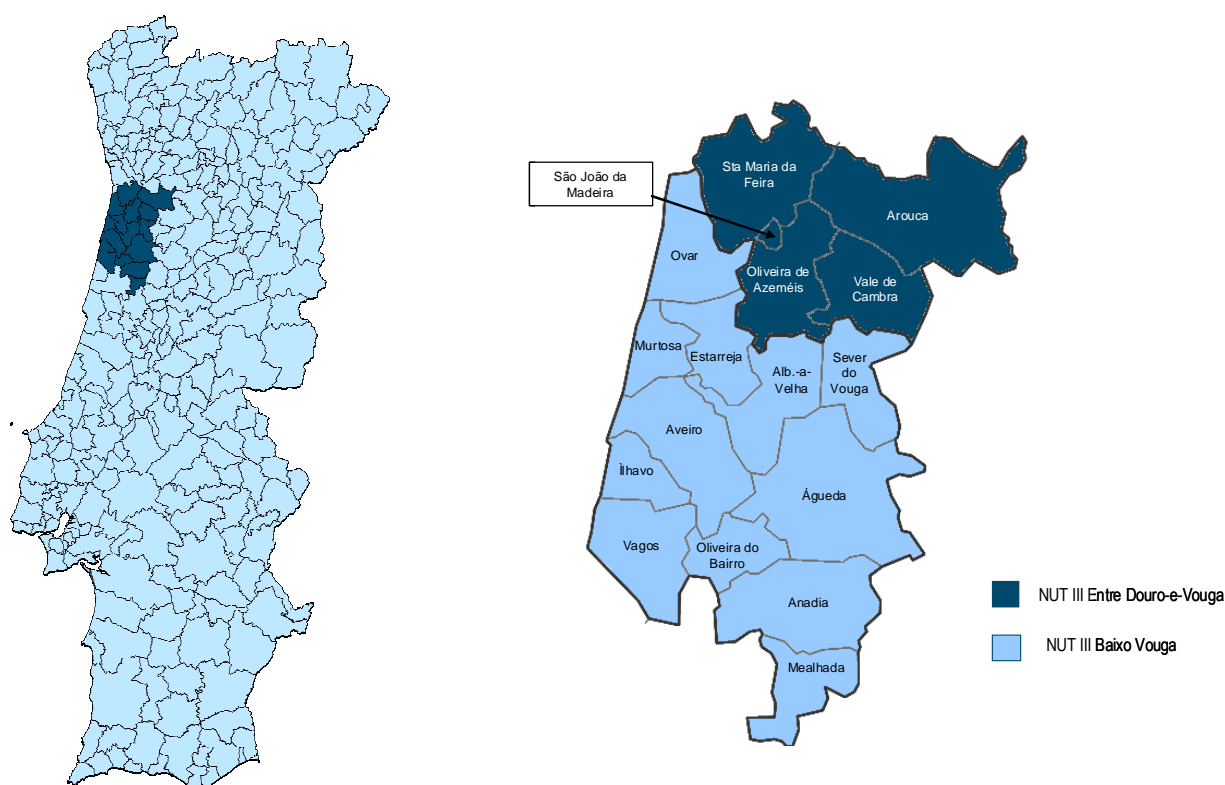 São João da
Madeira
Sta Maria da
Feira
Arouca
Ovar
Oliveira de
Azeméis
Vale de
Cambra
Murtosa
Estarreja
Alb.-a-
Velha
Sever
do
Vouga
Aveiro
Ìlhavo
Águeda
Vagos
Oliveira do
Bairro
Anadia
Mealhada
NUT III Entre Douro-e-Vouga
NUT III Baixo Vouga